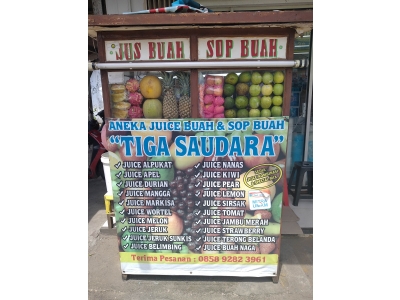 JUS BUAH
SOP BUAH
ANEKA JUICE BUAH & SOP BUAH
"TIGA SAUDARA"
JUICE ALPUKAT
JUICE APEL
JUICE DURIAN
JUICE MANGGA
JUICE MARKISA
JUICE WORTEL
JUICE MELON
JUICE JERUK
JUICE JERUK SUNKIS
JUICE BELIMBING
JUICE NANAS
JUICE KIWI
JUICE PEAR
JUICE LEMON
JUICE SIRSAK
JUICE TOMAT
JUICE JAMBU MERAH
JUICE STRAWBERRY
JUICE TERONG BELANDA
JUICE BUAH NAGA
Terima Pesanan : 0858 9282 3961